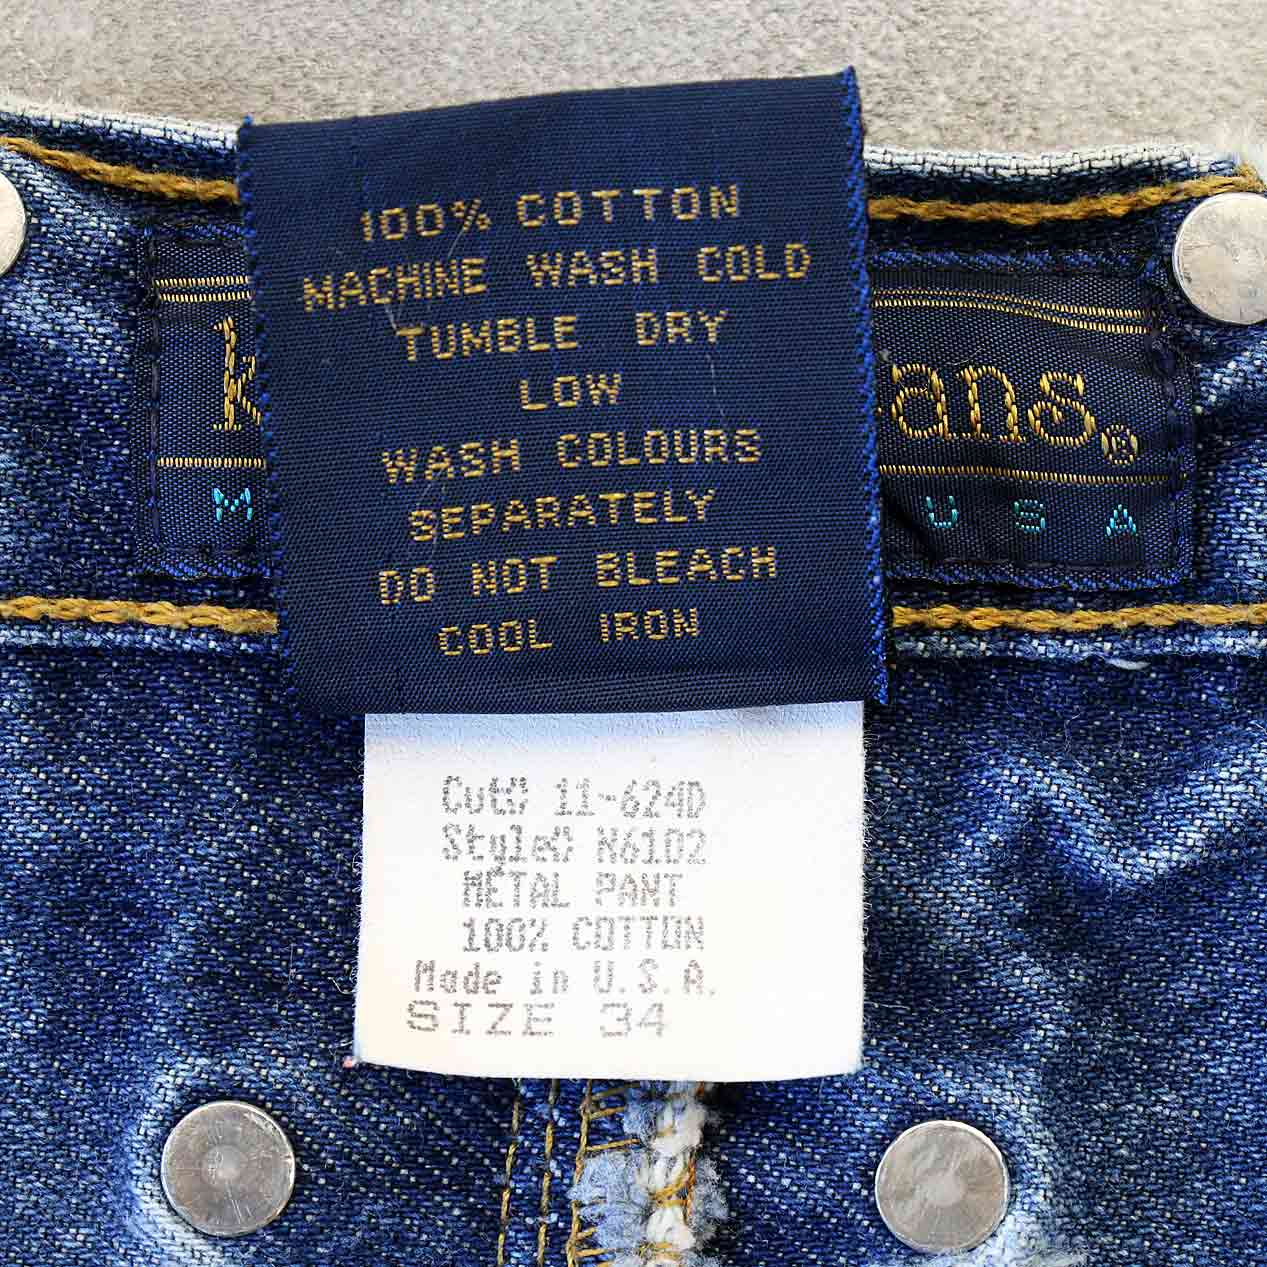 100% COTTON
MACHINE WASH COLD
TUMBLE DRY
LOW
WASH COLOURS
SEPARATELY
DO NOT BLEACH
COOL IRON
Cut: 11-624D
Style: N6102
METAL PANT
100% COTTON
Made in U.S.A.
SIZE 34
USA